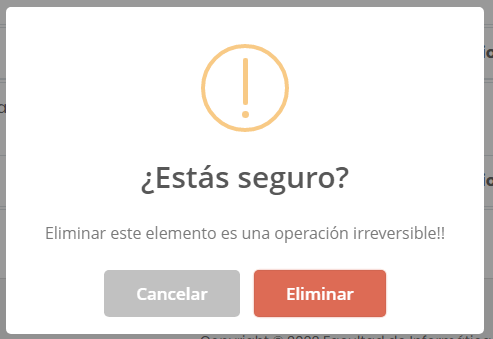 ¿Estás seguro?
Eliminar este elemento es una operación irreversible!!
Cancelar
Eliminar